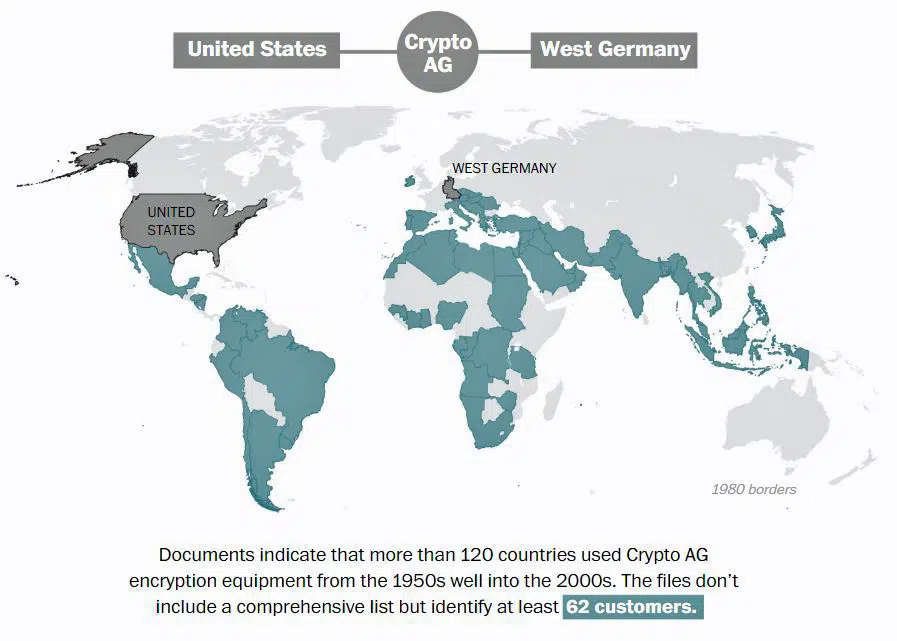 United States
Crypto
AG
West Germany
WEST GERMANY
UNITED
STATES
1980 borders
Documents indicate that more than 120 countries used Crypto AG
encryption equipment from the 1950s well into the 2000s. The files don’t
include a comprehensive list but identify at least 62 customers.